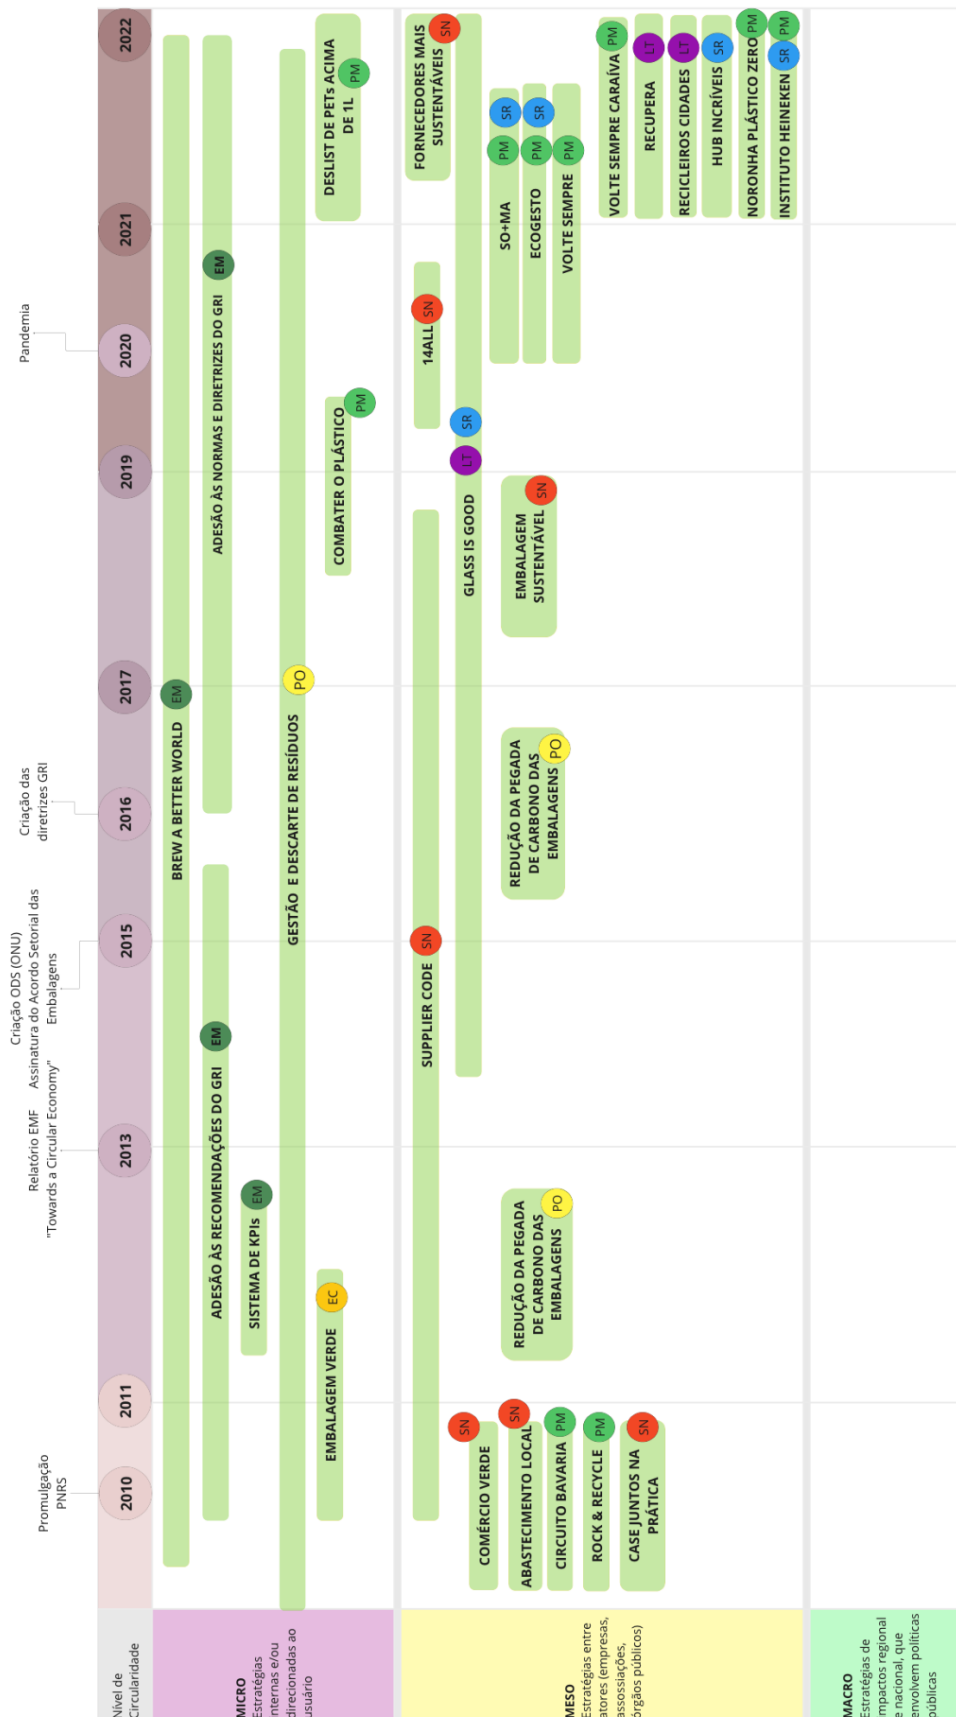 Promulgação
PNRS
Relatório EMF
"Towards a Circular Economy"
Criação ODS (ONU)
Assinatura do Acordo Setorial das
Embalagens
Criação das
diretrizes GRI
Pandemia
Nível de
Circularidade
2010
2011
2013
2015
2016
2017
2019
2020
2021
2022
MICRO
Estratégias
internas e/ou
direcionadas ao
usuário
BREW A BETTER WORLD
EM
ADESÃO ÀS RECOMENDAÇÕES DO GRI
EM
ADESÃO ÀS NORMAS E DIRETRIZES DO GRI
EM
SISTEMA DE KPIs
EM
GESTÃO E DESCARTE DE RESÍDUOS
PO
EMBALAGEM VERDE
EC
COMBATER O PLÁSTICO
PM
DESLIST DE PETs ACIMA
DE 1L
PM
MESO
Estratégias entre
atores (empresas,
assossiações,
órgãos públicos)
SUPPLIER CODE
SN
14ALL
SN
FORNECEDORES MAIS
SUSTENTÁVEIS
SN
GLASS IS GOOD
LT
SR
COMÉRCIO VERDE
SN
ABASTECIMENTO LOCAL
SN
CIRCUITO BAVARIA
PM
ROCK & RECYCLE
PM
CASE JUNTOS NA
PRÁTICA
SN
REDUÇÃO DA PEGADA
DE CARBONO DAS
EMBALAGENS
PO
REDUÇÃO DA PEGADA
DE CARBONO DAS
EMBALAGENS
PO
EMBALAGEM
SUSTENTÁVEL
SN
SO+MA
PM
SR
ECOGESTO
PM
SR
VOLTE SEMPRE
PM
VOLTE SEMPRE CARAÍVA
PM
RECUPERA
LT
RECICLEIROS CIDADES
LT
HUB INCRÍVEIS
SR
NORONHA PLÁSTICO ZERO
PM
INSTITUTO HEINEKEN
SR
PM
MACRO
Estratégias de
impactos regional
e nacional, que
envolvem políticas
públicas